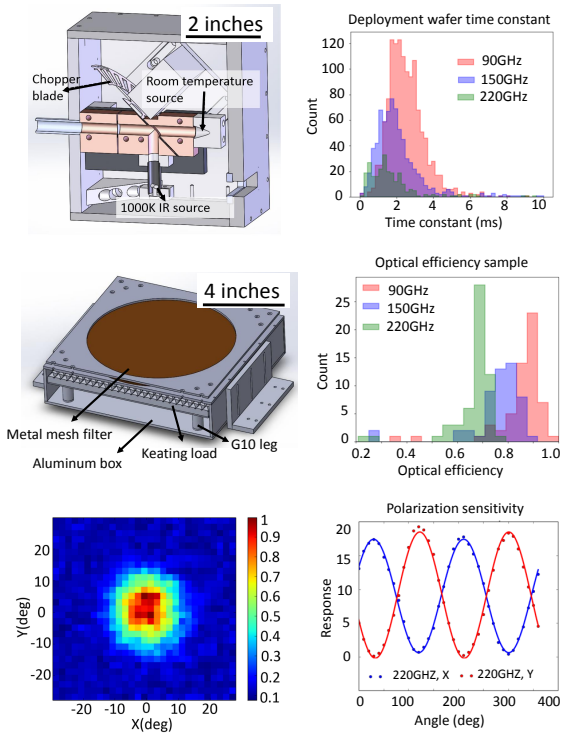 2 inches
Chopper
blade
Room temperature
source
1000K IR source
Deployment wafer time constant
Count
120
100
80
60
40
20
0
90GHz
150GHz
220GHz
0 2 4 6 8 10
Time constant (ms)
4 inches
Metal mesh filter
Aluminum box
Keating load
G10 leg
Optical efficiency sample
Count
25
20
15
10
5
0
90GHz
150GHz
220GHz
0.2 0.4 0.6 0.8 1.0
Optical efficiency
Y(deg)
30
20
10
0
-10
-20
-20 -10 0 10 20
X(deg)
1
0.9
0.8
0.7
0.6
0.5
0.4
0.3
0.2
0.1
Polarization sensitivity
Response
20
15
10
5
0
220GHZ, X 220GHZ, Y
0 100 200 300 400
Angle (deg)